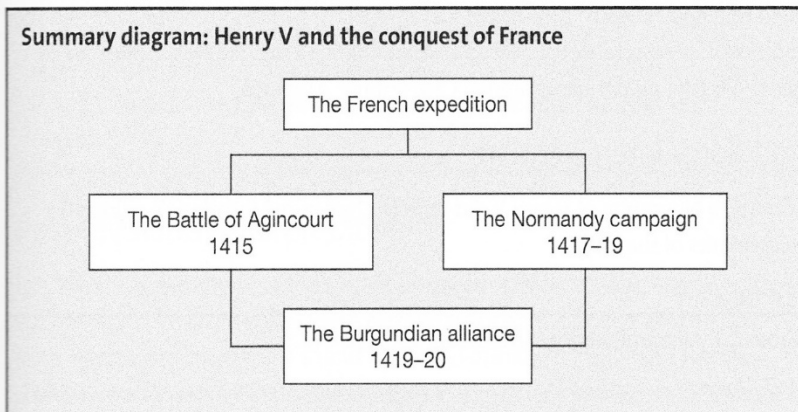 Summary diagram: Henry V and the conquest of France
The French expedition
The Battle of Agincourt
1415
The Normandy campaign
1417–19
The Burgundian alliance
1419–20